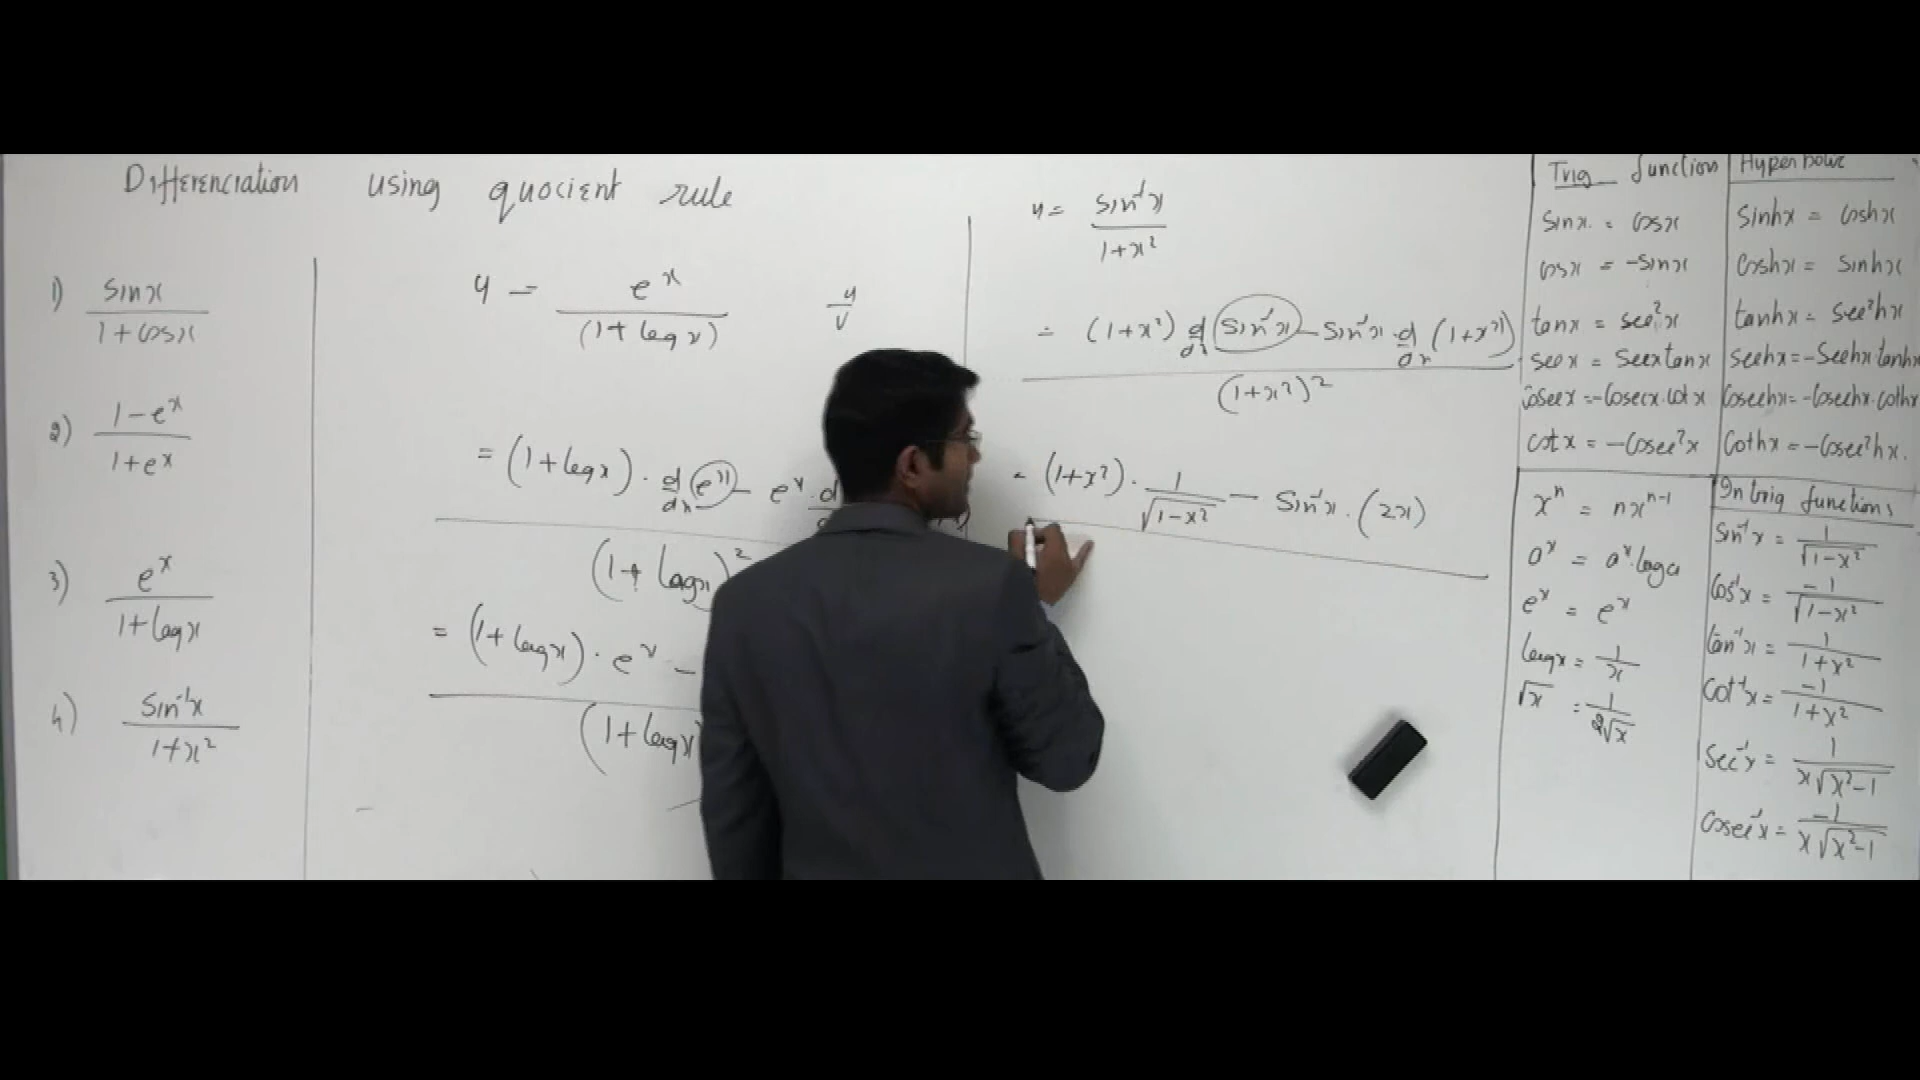 Differenciation using quocient rule
1) sinx / 1+cosx
2) 1-e^x / 1+e^x
3) e^x / 1+logx
4) sin⁻¹x / 1+x²
y = e^x / (1+logx)
u/v
= (1+logx) . d/dx (e^x) - e^x . d
(1+logx)²
= (1+logx) . e^x -
(1+logx)
y = sin⁻¹x / 1+x²
= (1+x²) d/dx (sin⁻¹x) - sin⁻¹x . d/dx (1+x²)
(1+x²)²
= (1+x²) . 1/√(1-x²) - sin⁻¹x . (2x)
Trig function
sinx = cosx
cosx = -sinx
tanx = sec²x
secx = secxtanx
cosecx = -cosecx.cotx
cotx = -cosec²x
Hyperbolic
sinhx = coshx
coshx = sinhx
tanhx = sec²hx
sechx = -sechx.tanhx
cosechx = -cosechx.cothx
cothx = -cosec²hx.
x^n = nx^(n-1)
a^x = a^x.loga
e^x = e^x
logx = 1/x
√x = 1/2√x
In trig functions
sin⁻¹x = 1/√(1-x²)
cos⁻¹x = -1/√(1-x²)
tan⁻¹x = 1/1+x²
cot⁻¹x = -1/1+x²
sec⁻¹x = 1/x√(x²-1)
cosec⁻¹x = -1/x√(x²-1)